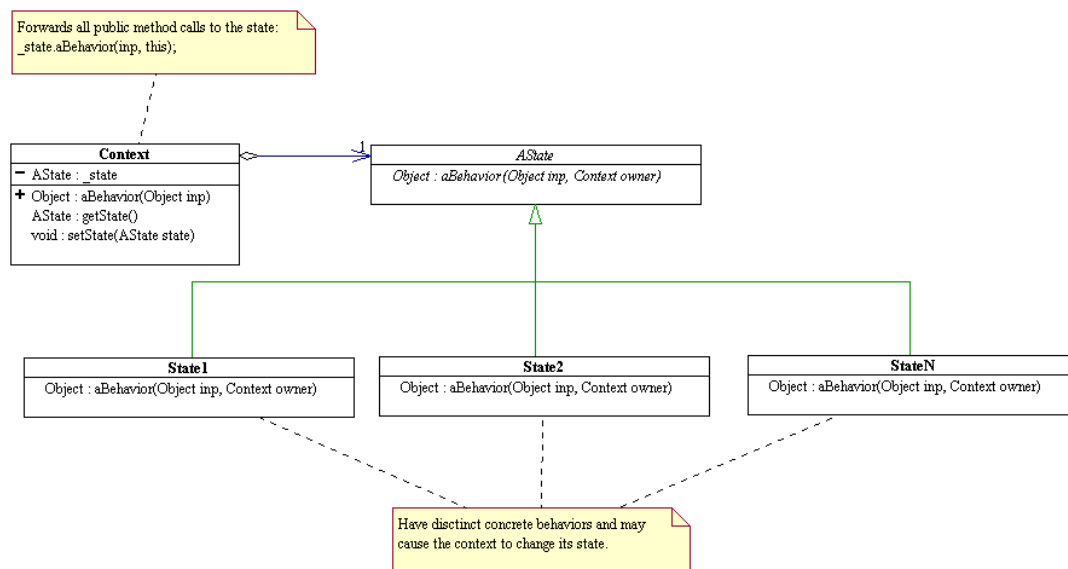 Forwards all public method calls to the state:
_state.aBehavior(inp, this);
Context
− AState : _state
+ Object : aBehavior(Object inp)
AState : getState()
void : setState(AState state)
1
AState
Object : aBehavior(Object inp, Context owner)
State1
Object : aBehavior(Object inp, Context owner)
State2
Object : aBehavior(Object inp, Context owner)
StateN
Object : aBehavior(Object inp, Context owner)
Have disctinct concrete behaviors and may
cause the context to change its state.